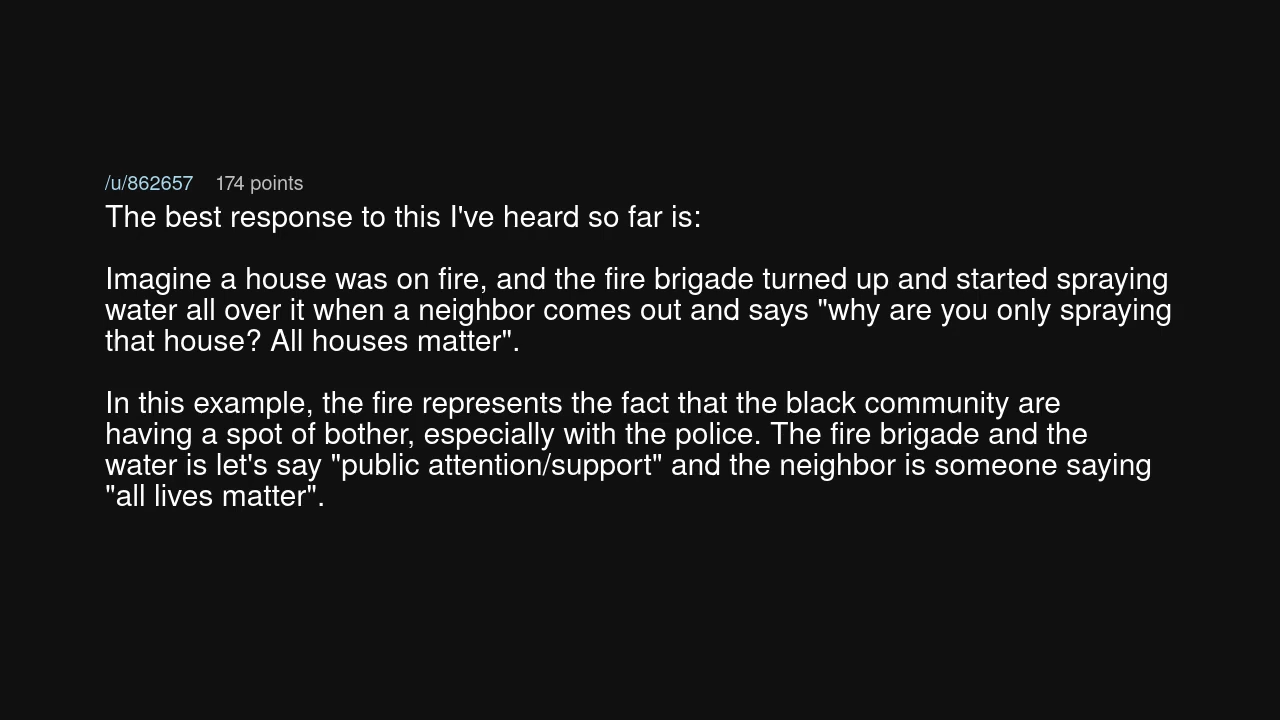 /u/862657 174 points
The best response to this I've heard so far is:
Imagine a house was on fire, and the fire brigade turned up and started spraying
water all over it when a neighbor comes out and says "why are you only spraying
that house? All houses matter".
In this example, the fire represents the fact that the black community are
having a spot of bother, especially with the police. The fire brigade and the
water is let's say "public attention/support" and the neighbor is someone saying
"all lives matter".